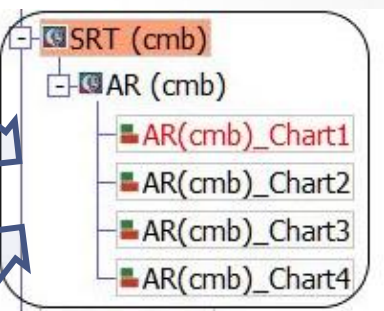 SRT (cmb)
AR (cmb)
AR(cmb)_Chart1
AR(cmb)_Chart2
AR(cmb)_Chart3
AR(cmb)_Chart4